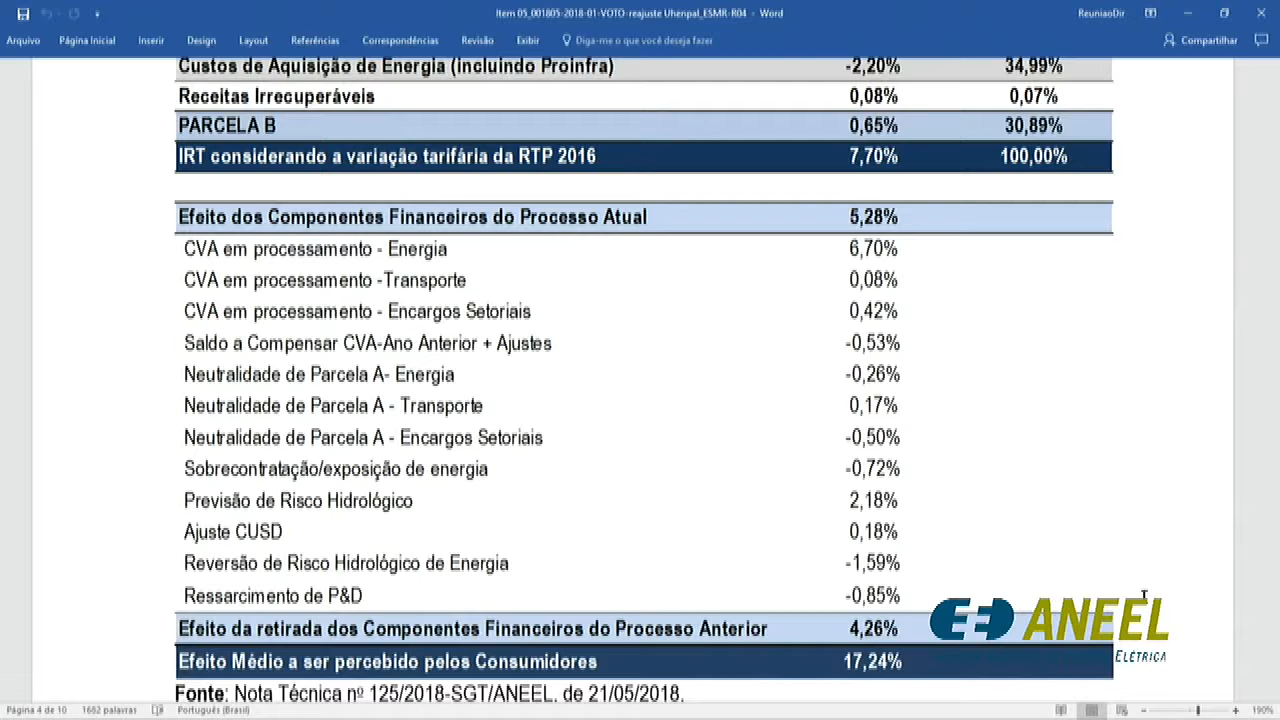 Item 05_001805-2018-01-VOTO-reajuste Uhenpal_ESMR-R04 - Word
ReuniaoDir
Arquivo Página Inicial Inserir Design Layout Referências Correspondências Revisão Exibir Diga-me o que você deseja fazer Compartilhar
Custos de Aquisição de Energia (incluindo Proinfra) -2,20% 34,99%
Receitas Irrecuperáveis 0,08% 0,07%
PARCELA B 0,65% 30,89%
IRT considerando a variação tarifária da RTP 2016 7,70% 100,00%
Efeito dos Componentes Financeiros do Processo Atual 5,28%
CVA em processamento - Energia 6,70%
CVA em processamento -Transporte 0,08%
CVA em processamento - Encargos Setoriais 0,42%
Saldo a Compensar CVA-Ano Anterior + Ajustes -0,53%
Neutralidade de Parcela A- Energia -0,26%
Neutralidade de Parcela A - Transporte 0,17%
Neutralidade de Parcela A - Encargos Setoriais -0,50%
Sobrecontratação/exposição de energia -0,72%
Previsão de Risco Hidrológico 2,18%
Ajuste CUSD 0,18%
Reversão de Risco Hidrológico de Energia -1,59%
Ressarcimento de P&D -0,85%
Efeito da retirada dos Componentes Financeiros do Processo Anterior 4,26%
ANEEL
Efeito Médio a ser percebido pelos Consumidores 17,24%
ELÉTRICA
Fonte: Nota Técnica nº 125/2018-SGT/ANEEL, de 21/05/2018.
Página 4 de 10 1682 palavras Português (Brasil) 190%